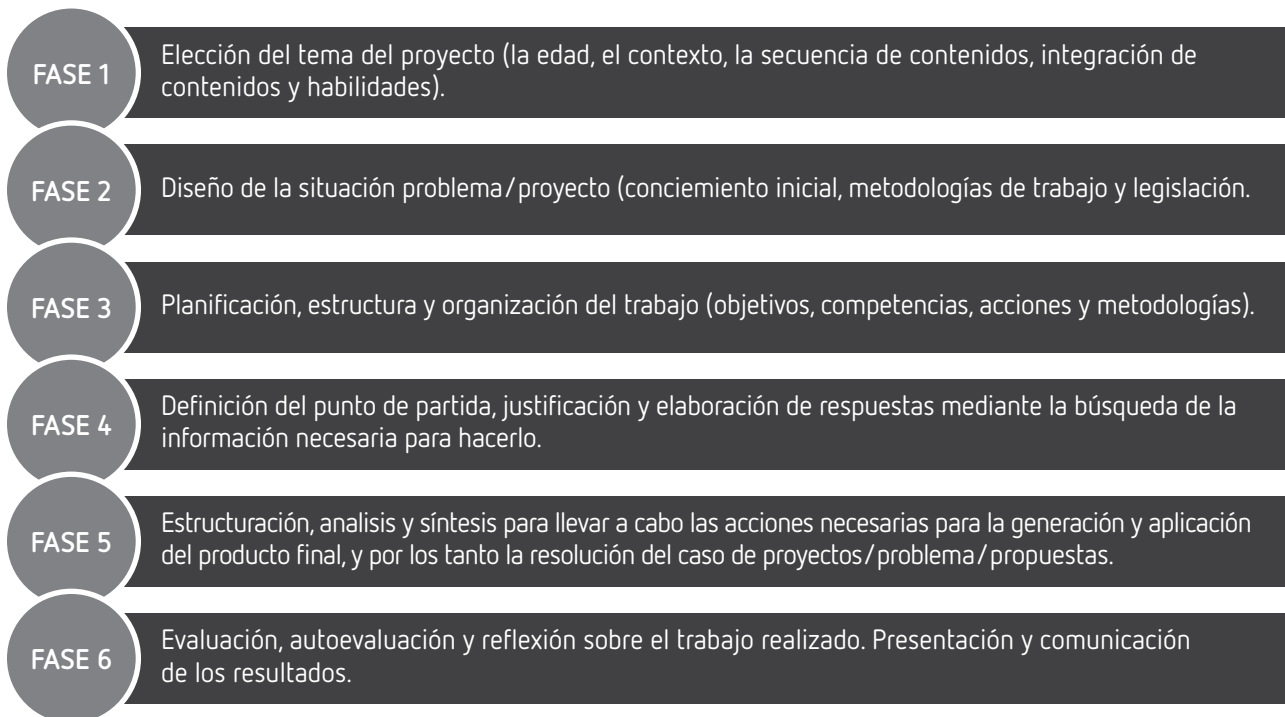 FASE 1
Elección del tema del proyecto (la edad, el contexto, la secuencia de contenidos, integración de
contenidos y habilidades).
FASE 2
Diseño de la situación problema/proyecto (conciemiento inicial, metodologías de trabajo y legislación.
FASE 3
Planificación, estructura y organización del trabajo (objetivos, competencias, acciones y metodologías).
FASE 4
Definición del punto de partida, justificación y elaboración de respuestas mediante la búsqueda de la
información necesaria para hacerlo.
FASE 5
Estructuración, analisis y síntesis para llevar a cabo las acciones necesarias para la generación y aplicación
del producto final, y por los tanto la resolución del caso de proyectos/problema/propuestas.
FASE 6
Evaluación, autoevaluación y reflexión sobre el trabajo realizado. Presentación y comunicación
de los resultados.